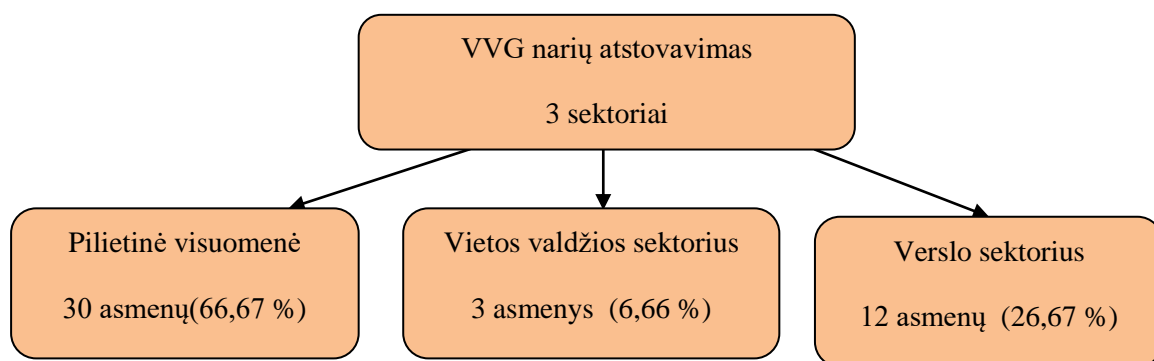 VVG narių atstovavimas
3 sektoriai
Pilietinė visuomenė
30 asmenų(66,67 %)
Vietos valdžios sektorius
3 asmenys (6,66 %)
Verslo sektorius
12 asmenų (26,67 %)